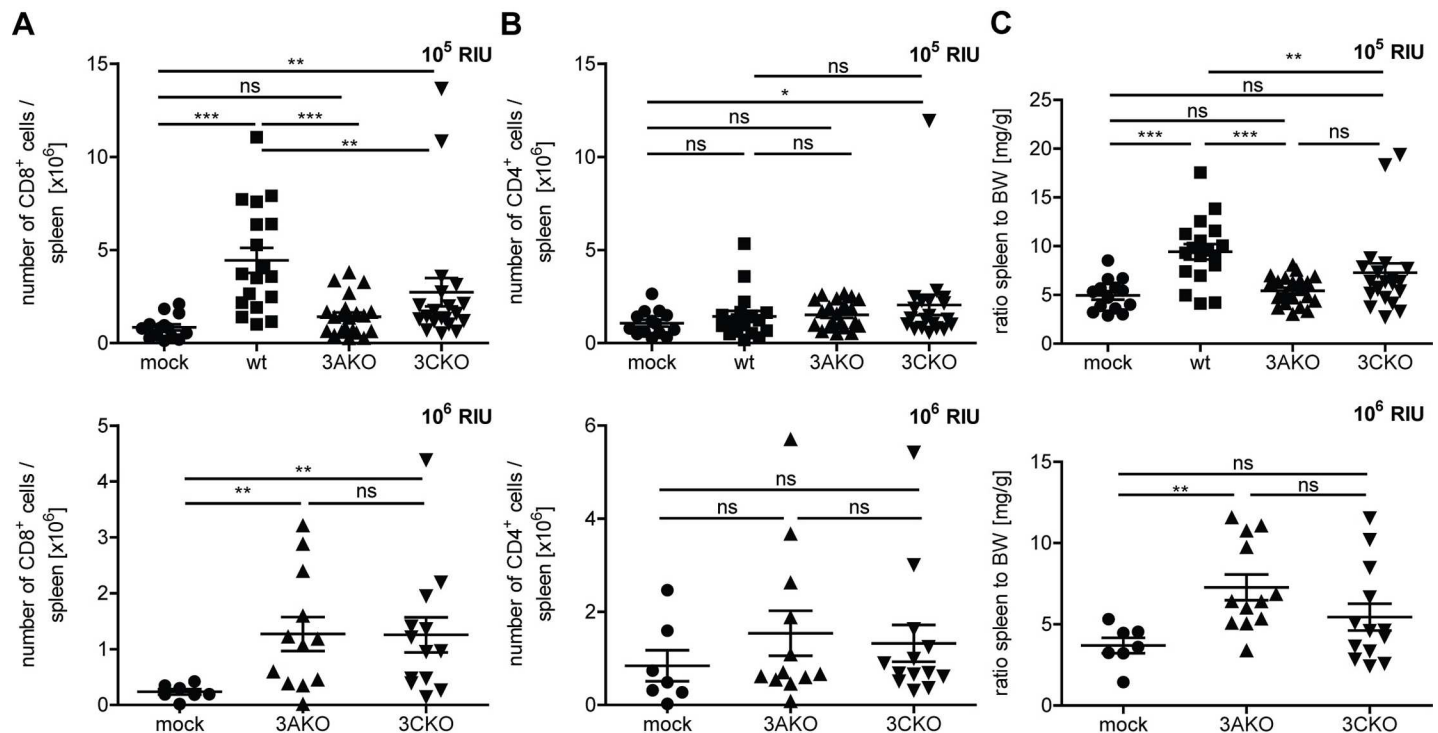 A
10⁵ RIU
number of CD8⁺ cells /
spleen [x10⁶]
15
10
5
0
**
ns
*** ***
**
mock wt 3AKO 3CKO
B
10⁵ RIU
number of CD4⁺ cells /
spleen [x10⁶]
15
10
5
0
ns
*
ns
ns ns
mock wt 3AKO 3CKO
C
10⁵ RIU
ratio spleen to BW [mg/g]
25
20
15
10
5
0
**
ns
ns
*** *** ns
mock wt 3AKO 3CKO
10⁶ RIU
number of CD8⁺ cells /
spleen [x10⁶]
5
4
3
2
1
0
**
** ns
mock 3AKO 3CKO
10⁶ RIU
number of CD4⁺ cells /
spleen [x10⁶]
6
4
2
0
ns
ns ns
mock 3AKO 3CKO
10⁶ RIU
ratio spleen to BW [mg/g]
15
10
5
0
ns
** ns
mock 3AKO 3CKO